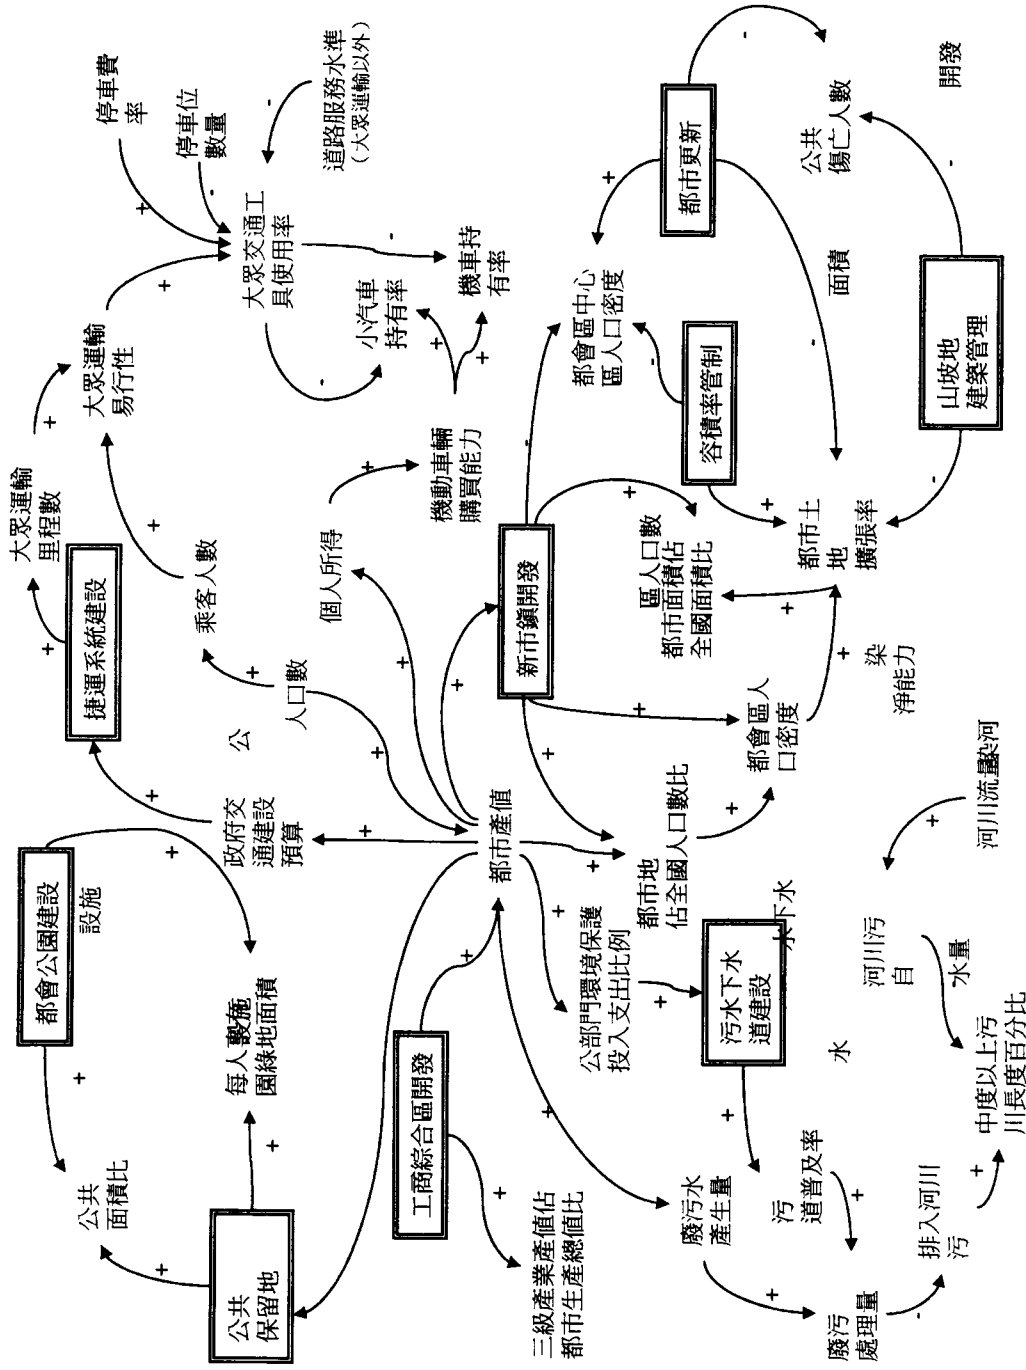 停車費
率
停車位
數量
道路服務水準
（大眾運輸以外）
大眾運輸
易行性
大眾交通工
具使用率
小汽車
持有率
機車持
有率
都市更新
公共
傷亡人數
開發
都會區中心
區人口密度
面積
容積率管制
山坡地
建築管理
大眾運輸
里程數
捷運系統建設
乘客人數
個人所得
機動車輛
購買能力
新市鎮開發
區人口數
都市面積佔
全國面積比
都市土
地
擴張率
人口數
公
政府交
通建設
預算
都市產值
都市地
佔全國人口數比
都會區人
口密度
染
淨能力
都會公園建設
設施
每人
園綠地面積
公部門環境保護
投入支出比例
污水下水
道建設
水下水
河川污
自
水量
河川流量
水
中度以上污
川長度百分比
公共
面積比
公共
保留地
工商綜合區開發
三級產業產值佔
都市生產總值比
廢污水
產生量
污
道普及率
廢污
處理量
排入河川
污